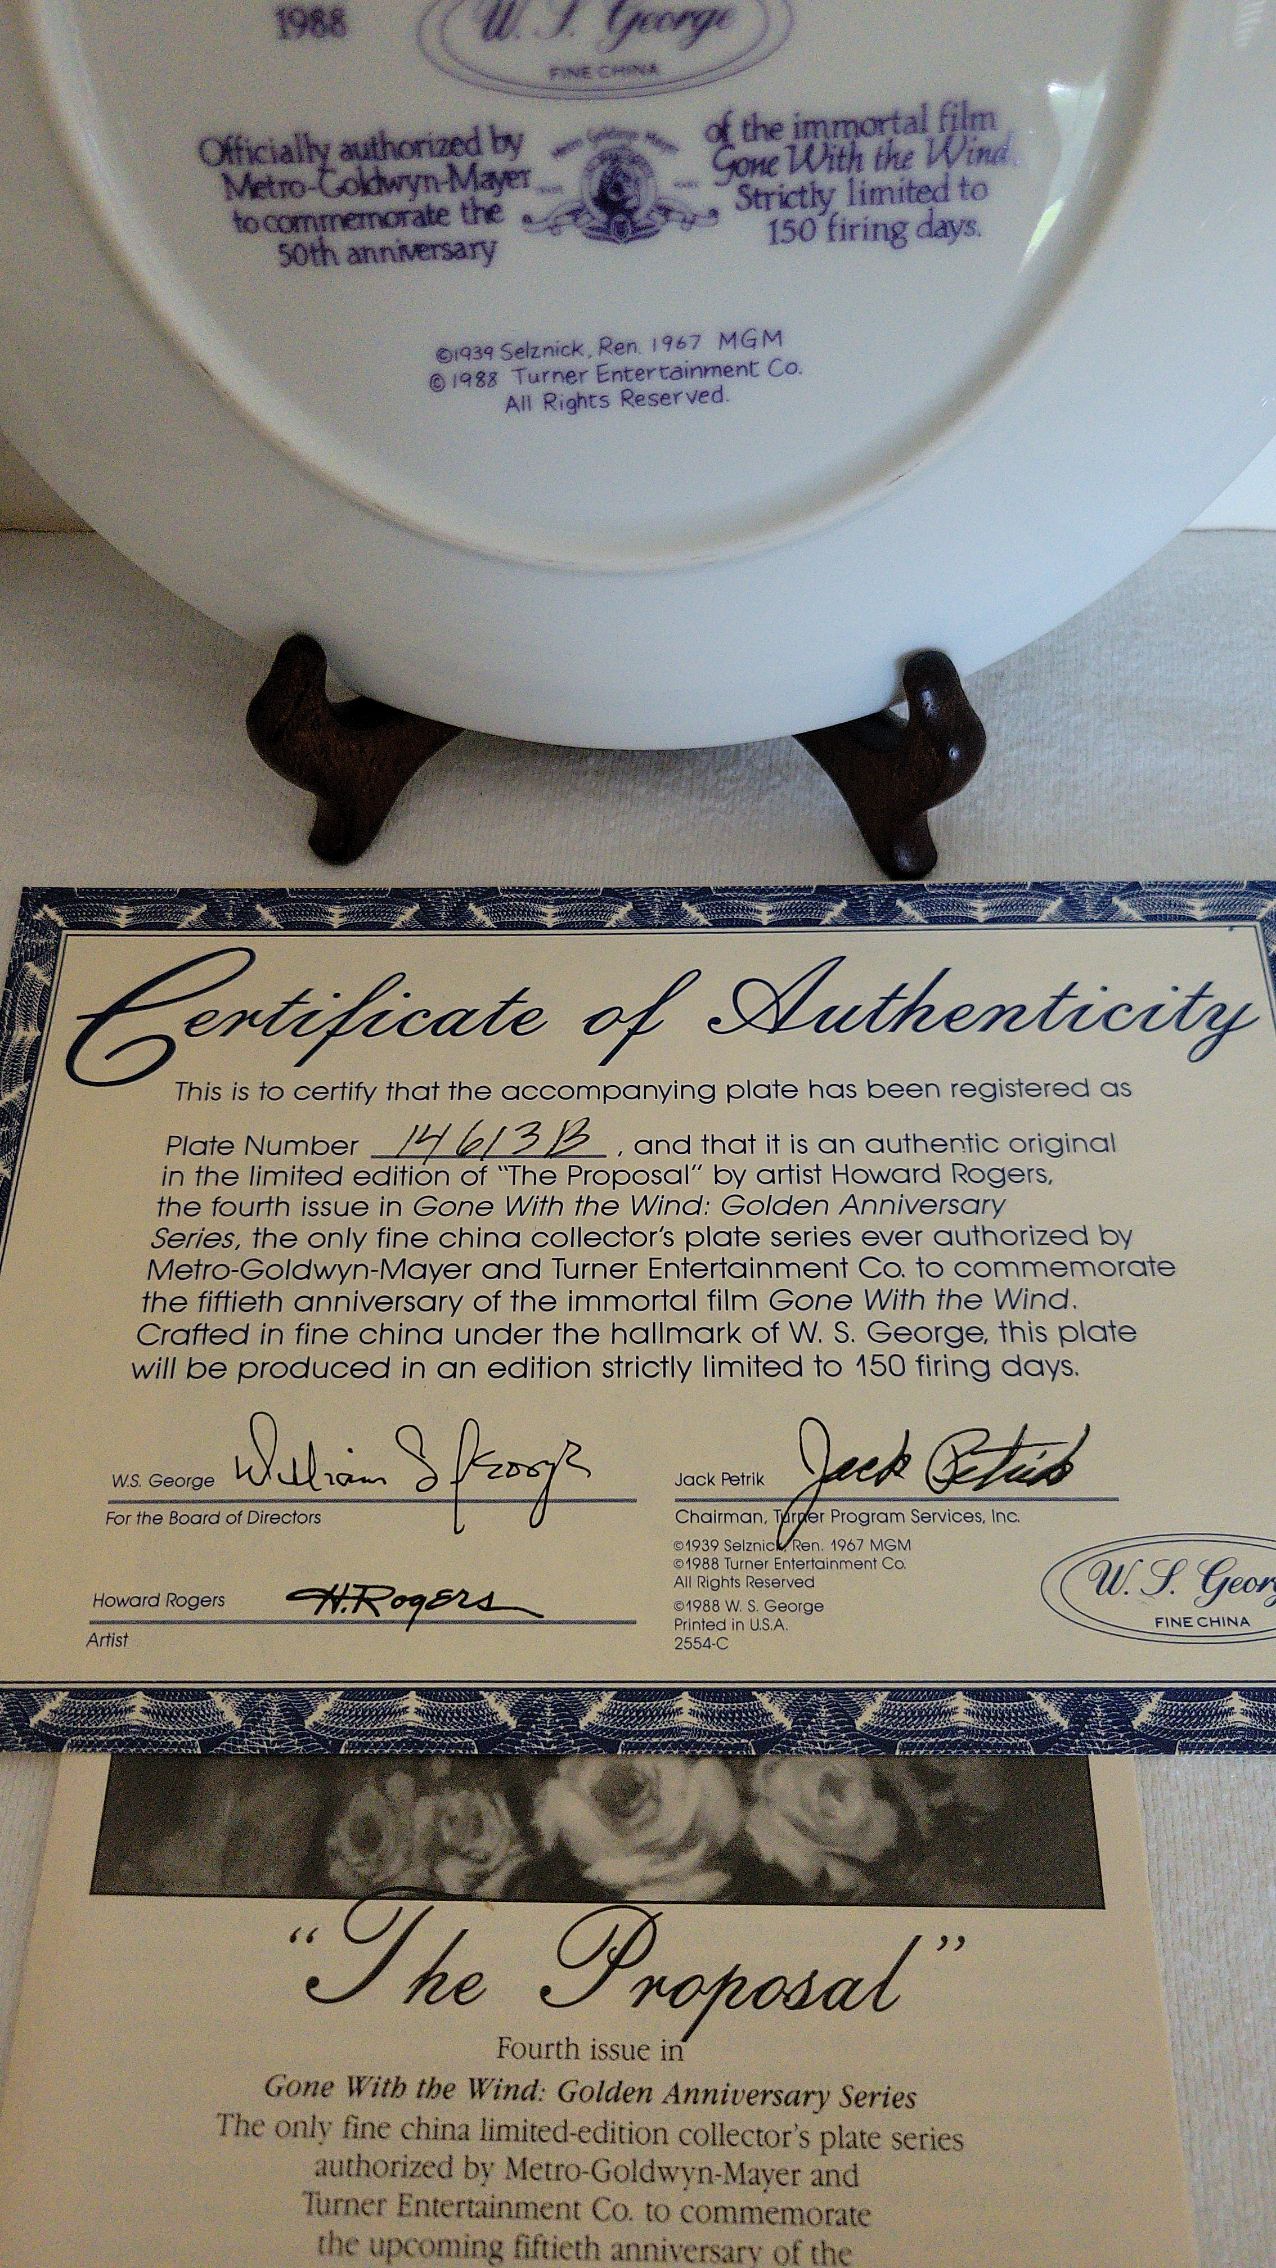 1988
W. S. George
FINE CHINA
Officially authorized by
Metro-Goldwyn-Mayer
to commemorate the
50th anniversary
Metro Goldwyn Mayer
of the immortal film
Gone With the Wind.
Strictly limited to
150 firing days.
©1939 Selznick, Ren. 1967 MGM
©1988 Turner Entertainment Co.
All Rights Reserved.
Certificate of Authenticity
This is to certify that the accompanying plate has been registered as
Plate Number 14613B, and that it is an authentic original
in the limited edition of “The Proposal” by artist Howard Rogers,
the fourth issue in Gone With the Wind: Golden Anniversary
Series, the only fine china collector's plate series ever authorized by
Metro-Goldwyn-Mayer and Turner Entertainment Co. to commemorate
the fiftieth anniversary of the immortal film Gone With the Wind.
Crafted in fine china under the hallmark of W. S. George, this plate
will be produced in an edition strictly limited to 150 firing days.
W.S. George William S George
For the Board of Directors
Howard Rogers H.Rogers
Artist
Jack Petrik Jack Petrik
Chairman, Turner Program Services, Inc.
©1939 Selznick, Ren. 1967 MGM
©1988 Turner Entertainment Co.
All Rights Reserved
©1988 W. S. George
Printed in U.S.A.
2554-C
W. S. Geor
FINE CHINA
“The Proposal”
Fourth issue in
Gone With the Wind: Golden Anniversary Series
The only fine china limited-edition collector's plate series
authorized by Metro-Goldwyn-Mayer and
Turner Entertainment Co. to commemorate
the upcoming fiftieth anniversary of the